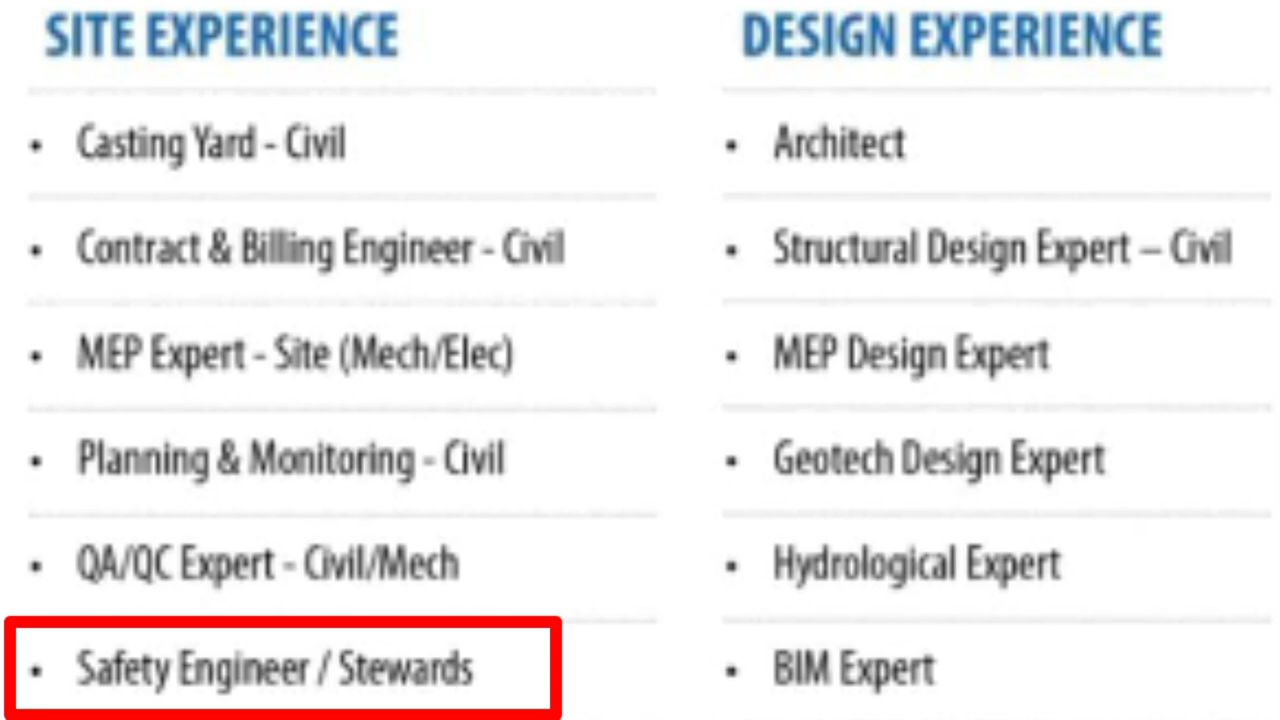 SITE EXPERIENCE
• Casting Yard - Civil
• Contract & Billing Engineer - Civil
• MEP Expert - Site (Mech/Elec)
• Planning & Monitoring - Civil
• QA/QC Expert - Civil/Mech
• Safety Engineer / Stewards
DESIGN EXPERIENCE
• Architect
• Structural Design Expert – Civil
• MEP Design Expert
• Geotech Design Expert
• Hydrological Expert
• BIM Expert